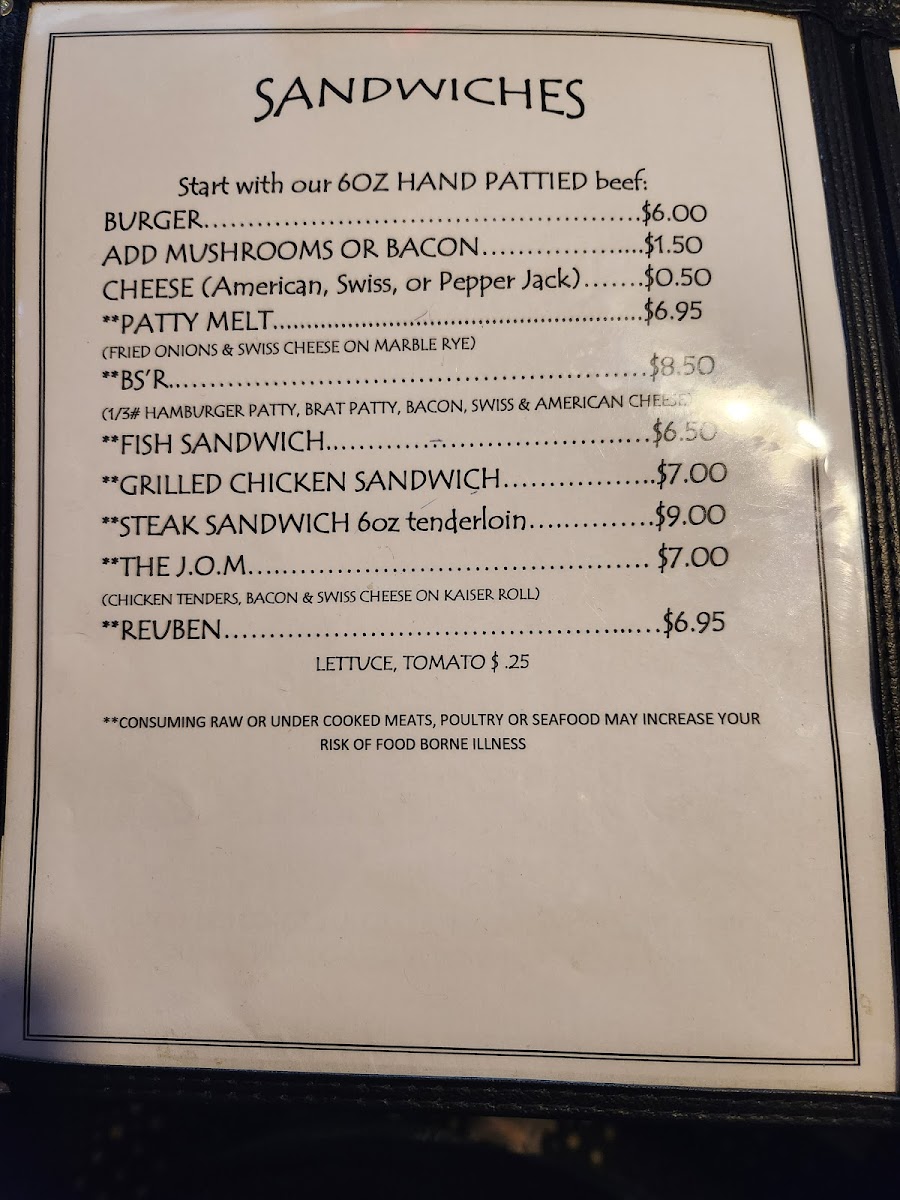 SANDWICHES
Start with our 6OZ HAND PATTIED beef:
BURGER.................................................$6.00
ADD MUSHROOMS OR BACON....................$1.50
CHEESE (American, Swiss, or Pepper Jack).......$0.50
**PATTY MELT......................................................$6.95
(FRIED ONIONS & SWISS CHEESE ON MARBLE RYE)
**BS'R......................................................$8.50
(1/3# HAMBURGER PATTY, BRAT PATTY, BACON, SWISS & AMERICAN CHEESE)
**FISH SANDWICH.....................................$6.50
**GRILLED CHICKEN SANDWICH.................$7.00
**STEAK SANDWICH 6oz tenderloin..............$9.00
**THE J.O.M............................................. $7.00
(CHICKEN TENDERS, BACON & SWISS CHEESE ON KAISER ROLL)
**REUBEN.................................................$6.95
LETTUCE, TOMATO $ .25
**CONSUMING RAW OR UNDER COOKED MEATS, POULTRY OR SEAFOOD MAY INCREASE YOUR
RISK OF FOOD BORNE ILLNESS